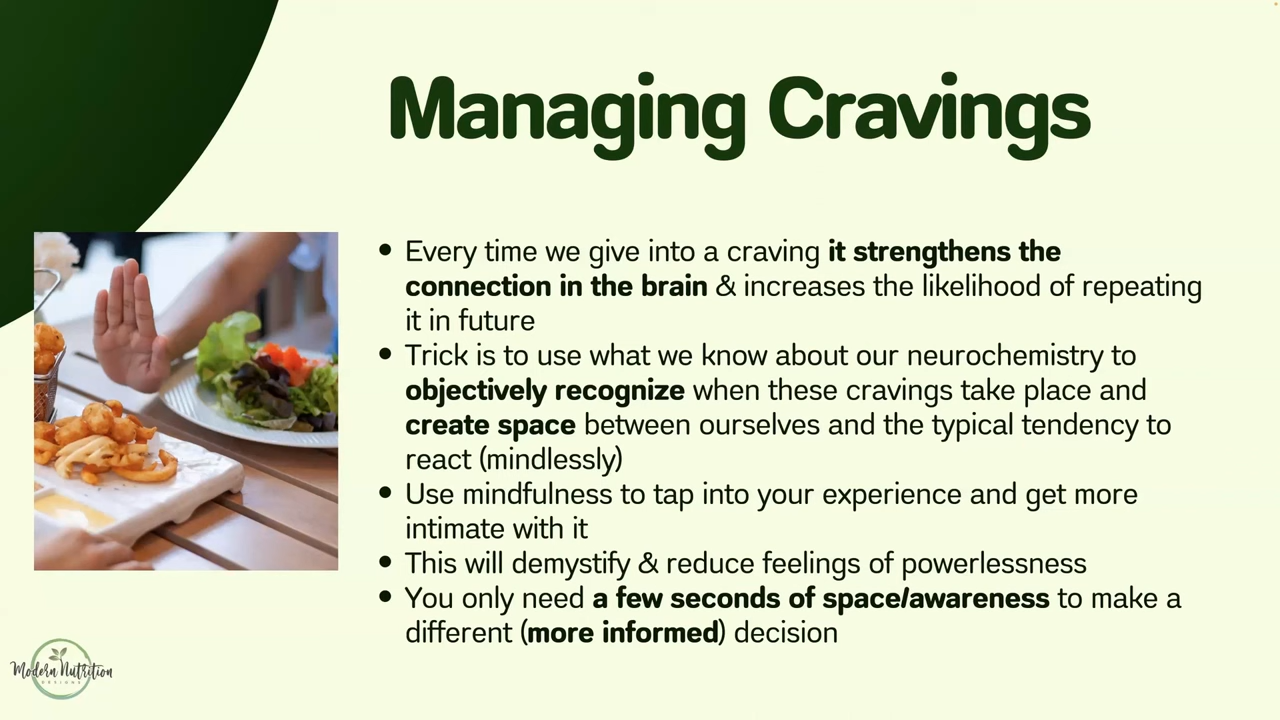 Managing Cravings
• Every time we give into a craving it strengthens the
connection in the brain & increases the likelihood of repeating
it in future
• Trick is to use what we know about our neurochemistry to
objectively recognize when these cravings take place and
create space between ourselves and the typical tendency to
react (mindlessly)
• Use mindfulness to tap into your experience and get more
intimate with it
• This will demystify & reduce feelings of powerlessness
• You only need a few seconds of space/awareness to make a
different (more informed) decision
Modern Nutrition
DESIGNS